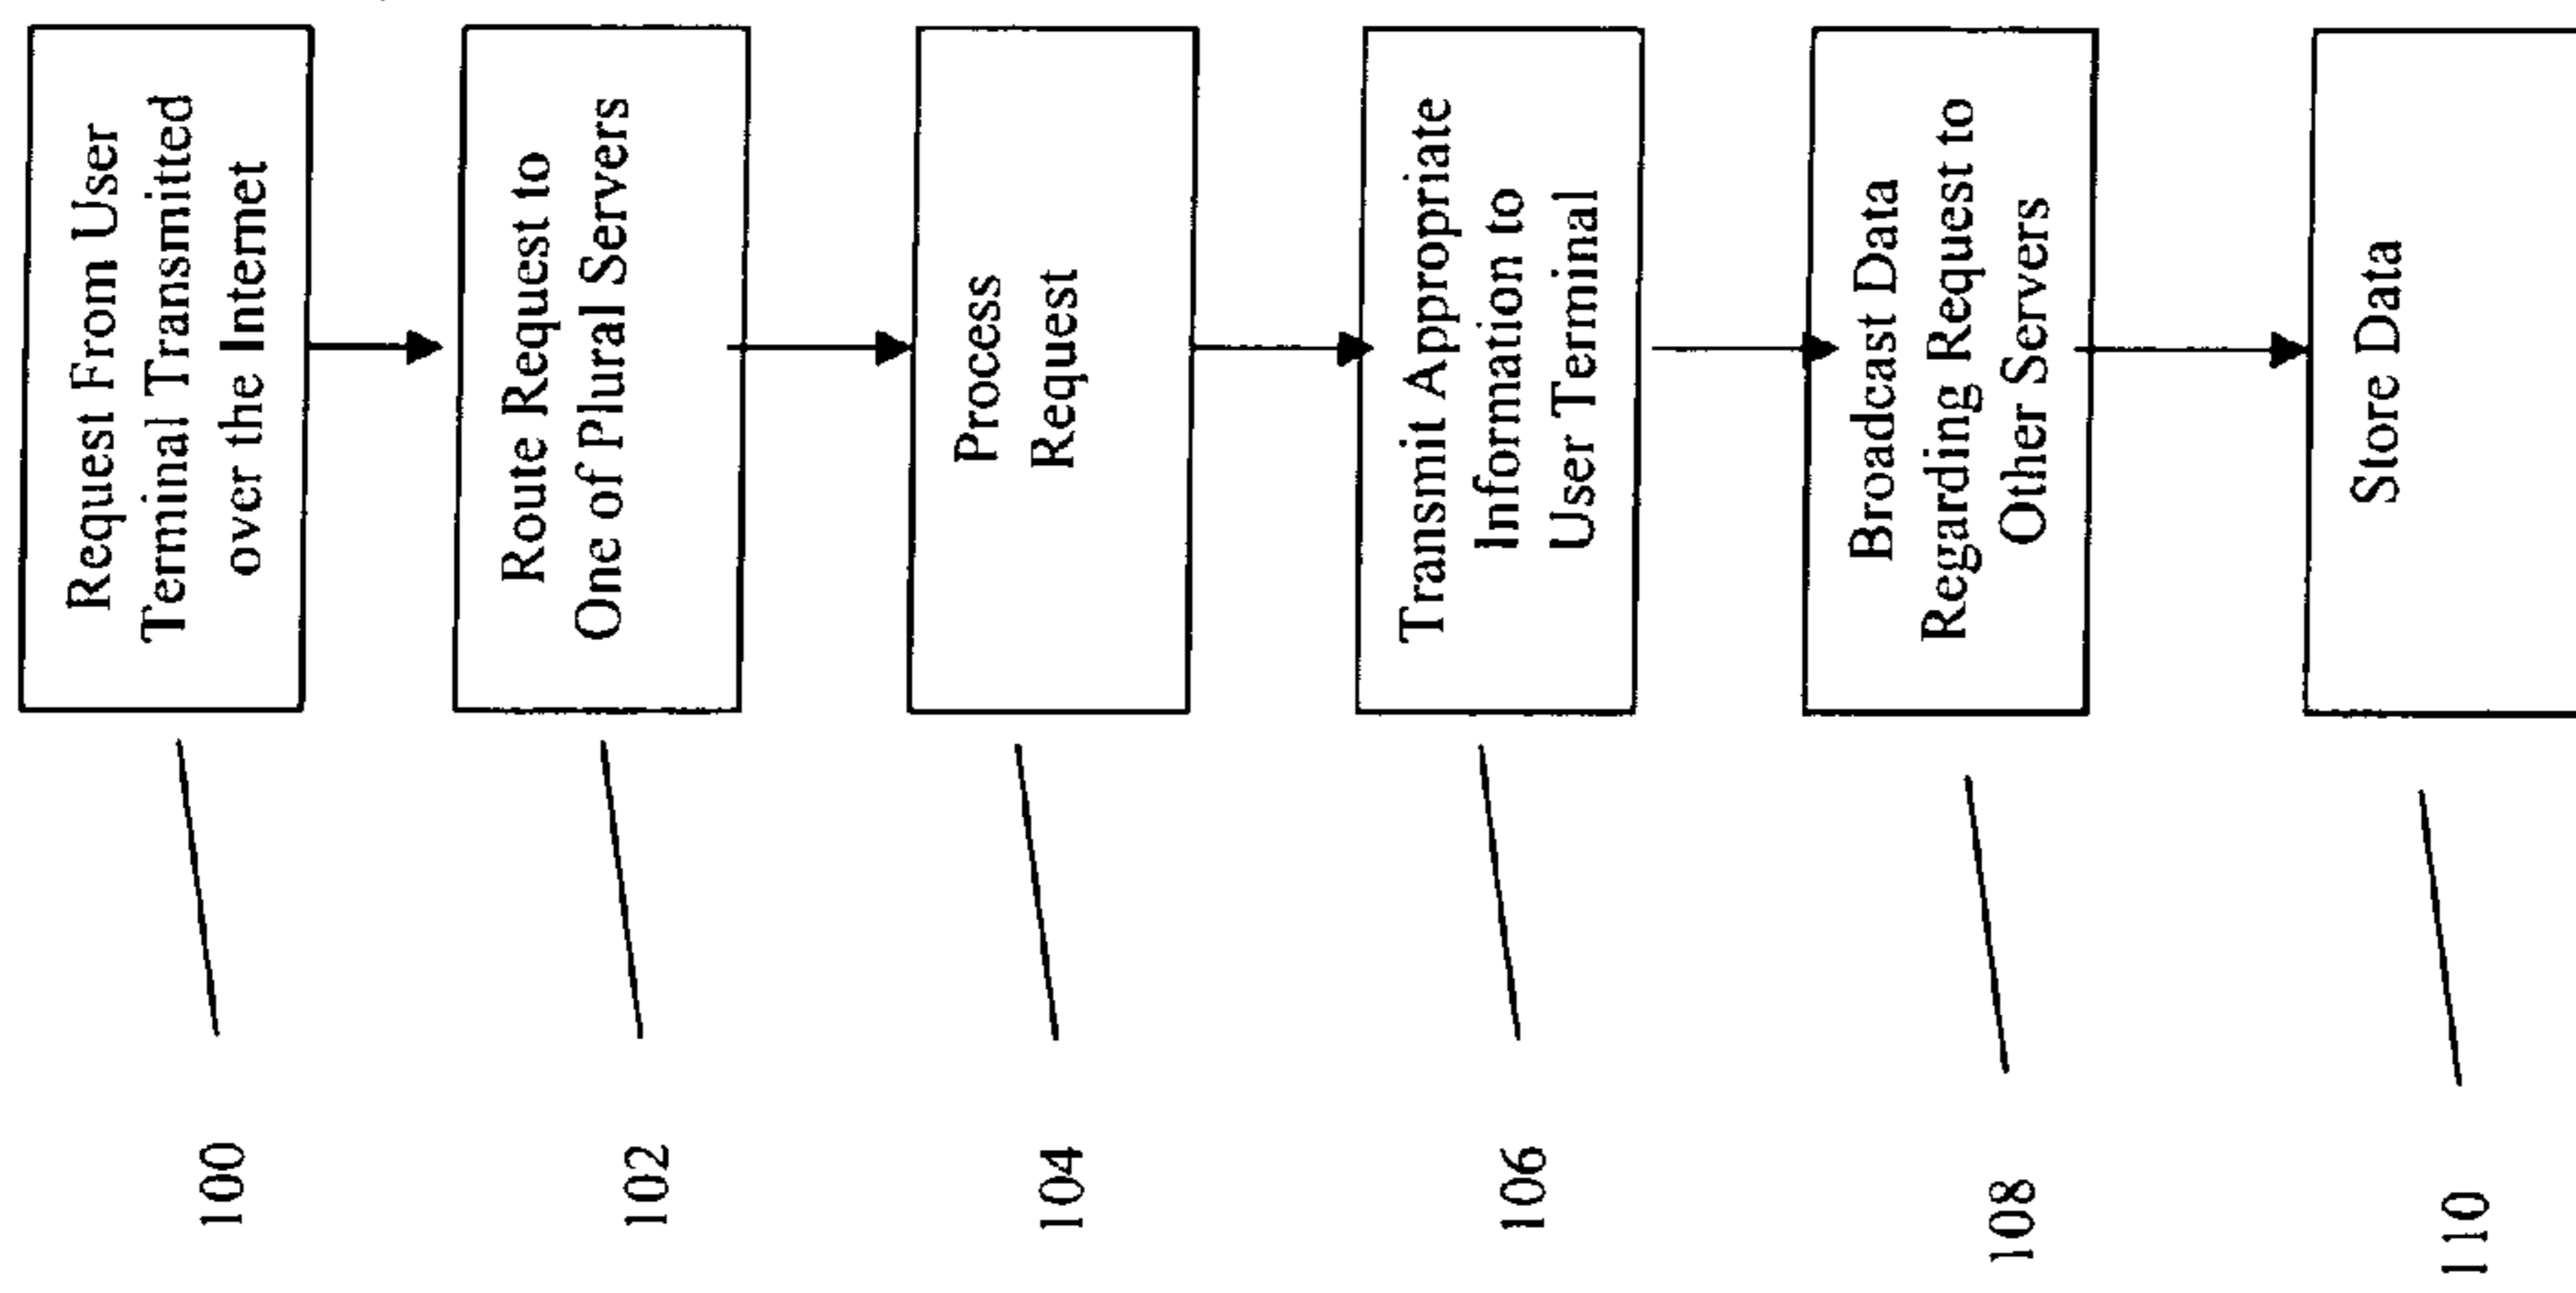 100
Request From User
Terminal Transmitted
over the Internet
102
Route Request to
One of Plural Servers
104
Process
Request
106
Transmit Appropriate
Information to
User Terminal
108
Broadcast Data
Regarding Request to
Other Servers
110
Store Data